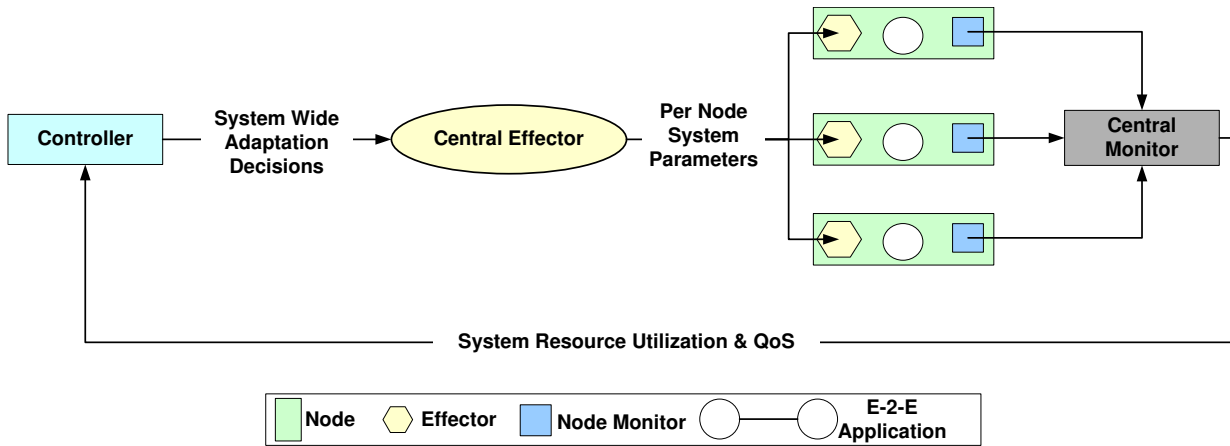 Controller
System Wide
Adaptation
Decisions
Central Effector
Per Node
System
Parameters
Central
Monitor
System Resource Utilization & QoS
Node
Effector
Node Monitor
E-2-E
Application